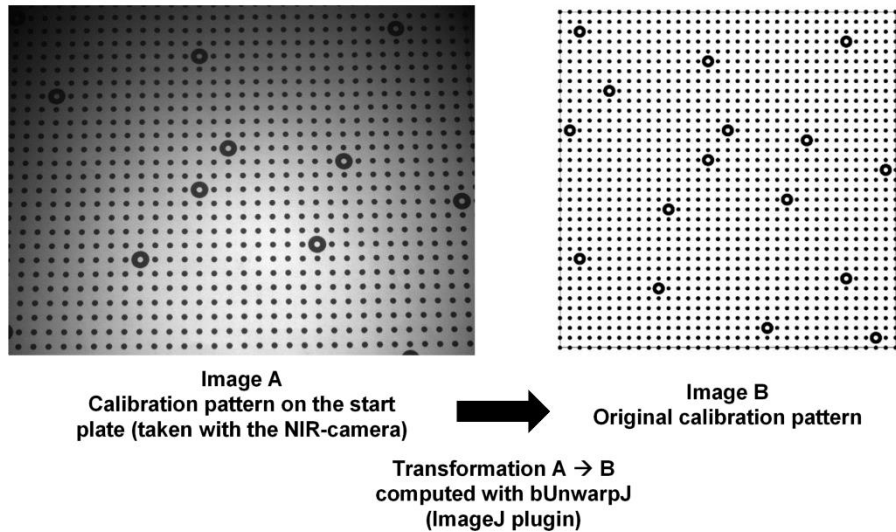 Image A
Calibration pattern on the start
plate (taken with the NIR-camera)
Image B
Original calibration pattern
Transformation A → B
computed with bUnwarpJ
(ImageJ plugin)